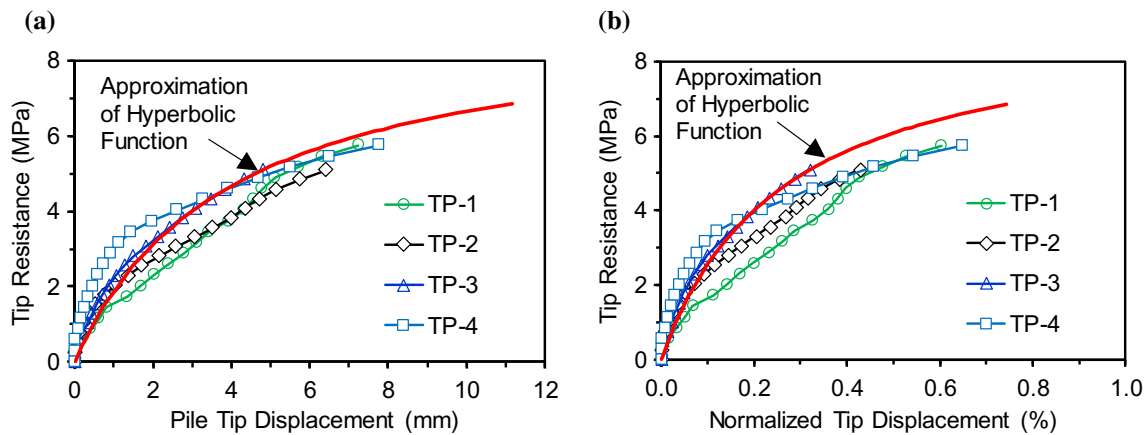 (a)
8
6
4
2
0
Tip Resistance (MPa)
Approximation
of Hyperbolic
Function
TP-1
TP-2
TP-3
TP-4
0 2 4 6 8 10 12
Pile Tip Displacement (mm)
(b)
8
6
4
2
0
Tip Resistance (MPa)
Approximation
of Hyperbolic
Function
TP-1
TP-2
TP-3
TP-4
0.0 0.2 0.4 0.6 0.8 1.0
Normalized Tip Displacement (%)